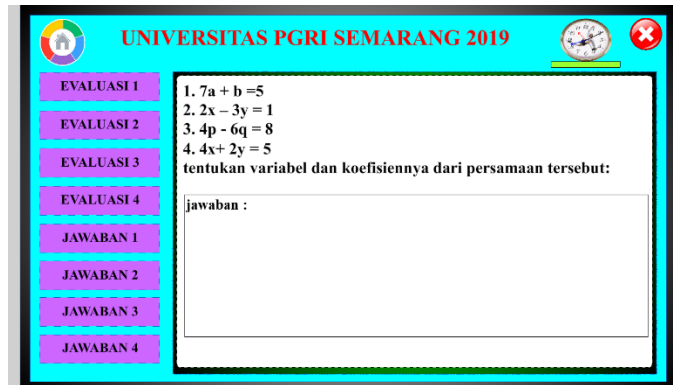 UNIVERSITAS PGRI SEMARANG 2019
EVALUASI 1
EVALUASI 2
EVALUASI 3
EVALUASI 4
JAWABAN 1
JAWABAN 2
JAWABAN 3
JAWABAN 4
1. 7a + b =5
2. 2x – 3y = 1
3. 4p - 6q = 8
4. 4x+ 2y = 5
tentukan variabel dan koefisiennya dari persamaan tersebut:
jawaban :